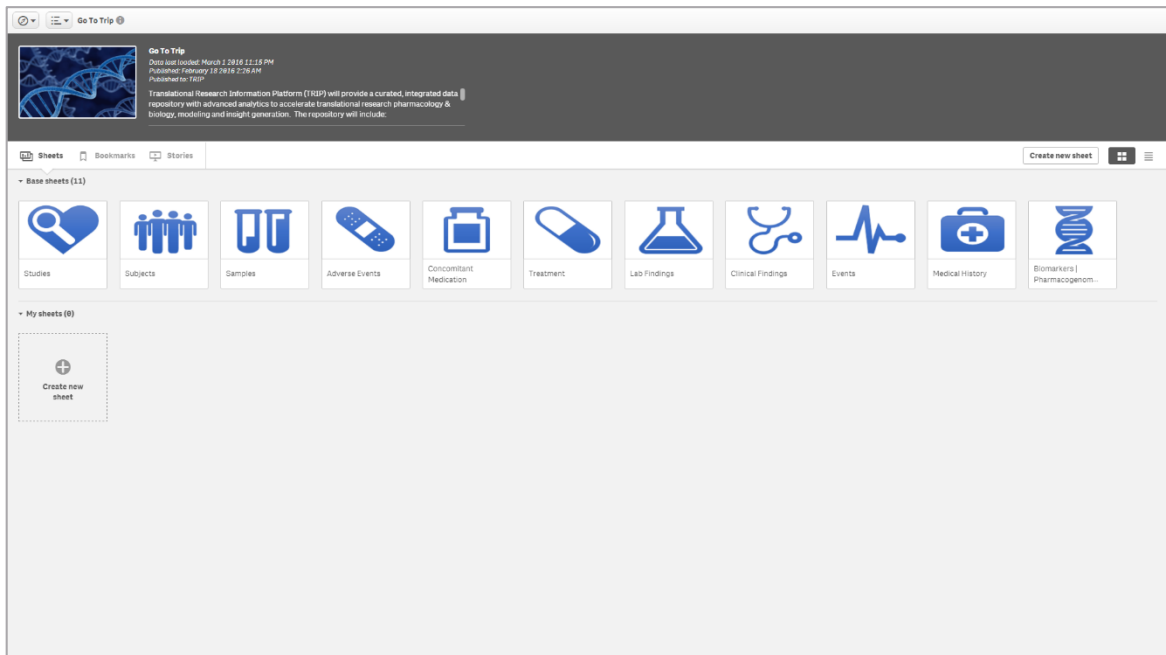 Go To Trip
Go To Trip
Data last loaded: March 1 2016 11:15 PM
Published: February 18 2016 2:26 AM
Published to: TRIP
Translational Research Information Platform (TRIP) will provide a curated, integrated data
repository with advanced analytics to accelerate translational research pharmacology &
biology, modeling and insight generation. The repository will include:
Sheets Bookmarks Stories Create new sheet
Base sheets (11)
Studies
Subjects
Samples
Adverse Events
Concomitant
Medication
Treatment
Lab Findings
Clinical Findings
Events
Medical History
Biomarkers |
Pharmacogenom...
My sheets (0)
Create new
sheet